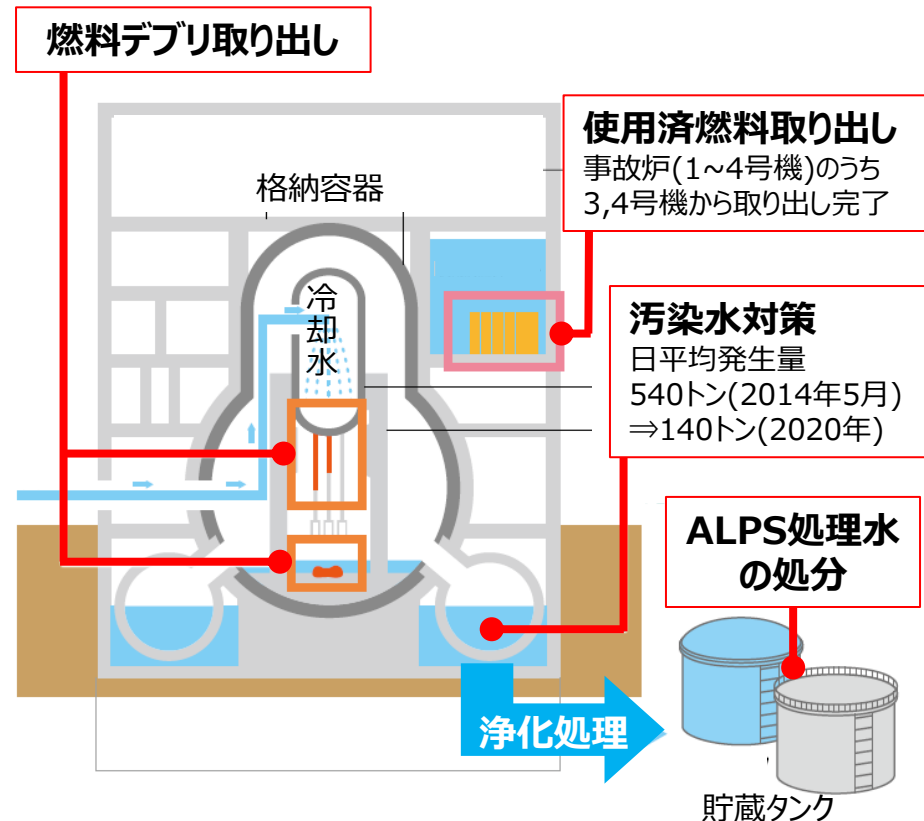 燃料デブリ取り出し
使用済燃料取り出し
事故炉(1~4号機)のうち
3,4号機から取り出し完了
格納容器
冷却水
汚染水対策
日平均発生量
540トン(2014年5月)
⇒140トン(2020年)
ALPS処理水
の処分
浄化処理
貯蔵タンク